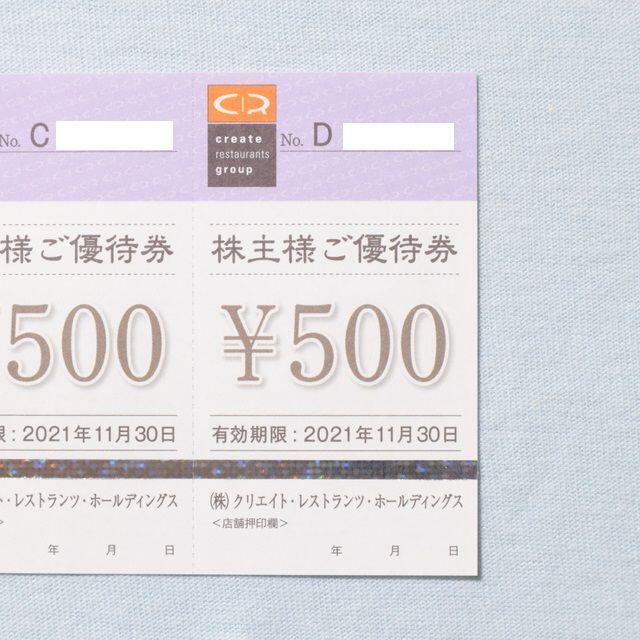 No. C
様ご優待券
¥500
限：2021年11月30日
ト・レストランツ・ホールディングス
年 月 日
CR
create
restaurants
group
No. D
株主様ご優待券
¥500
有効期限：2021年11月30日
㈱クリエイト・レストランツ・ホールディングス
＜店舗押印欄＞
年 月 日